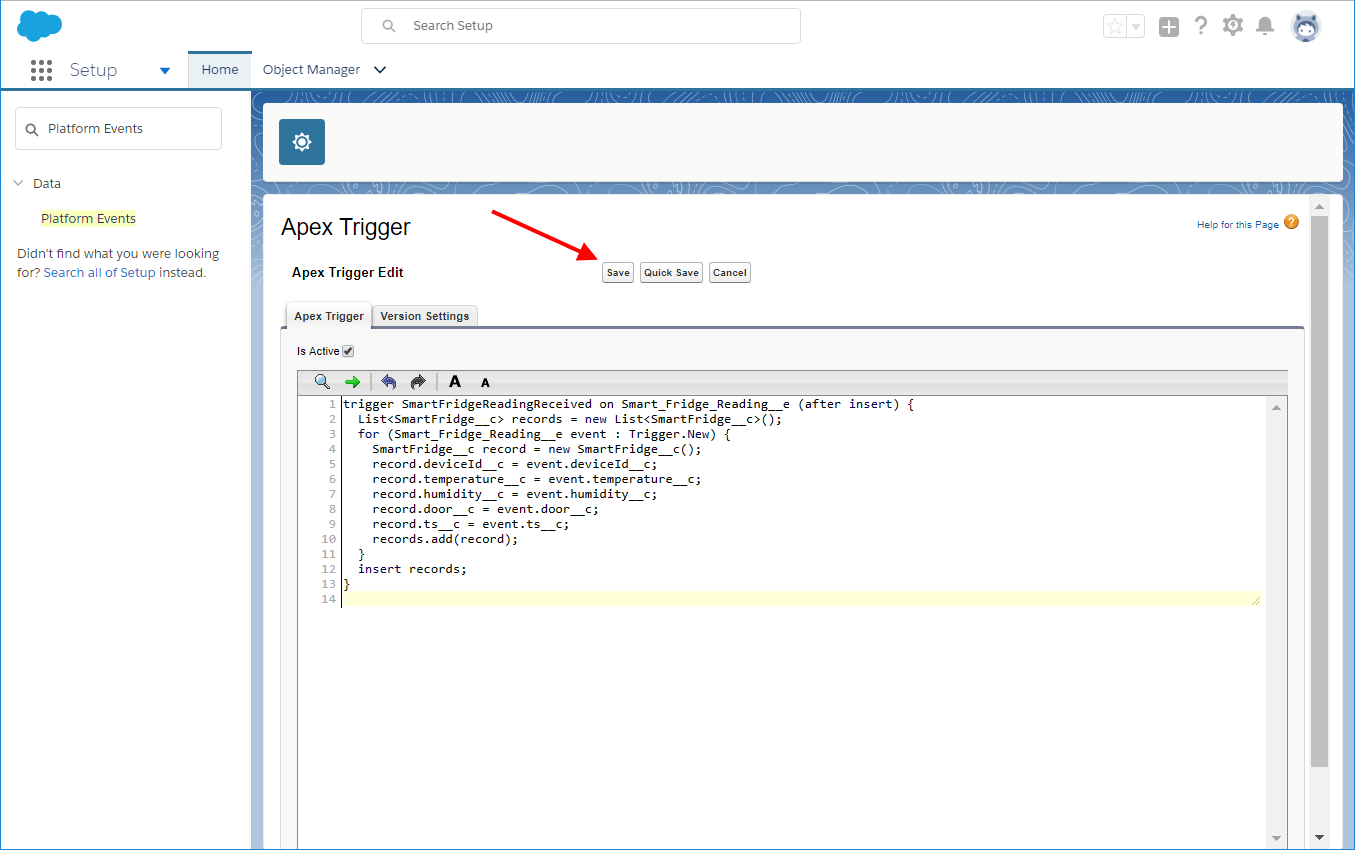 Search Setup
Setup
Home
Object Manager
Platform Events
Data
Platform Events
Didn't find what you were looking
for? Search all of Setup instead.
Apex Trigger
Help for this Page ?
Apex Trigger Edit
Save
Quick Save
Cancel
Apex Trigger
Version Settings
Is Active
A A
1 trigger SmartFridgeReadingReceived on Smart_Fridge_Reading__e (after insert) {
2   List<SmartFridge__c> records = new List<SmartFridge__c>();
3   for (Smart_Fridge_Reading__e event : Trigger.New) {
4     SmartFridge__c record = new SmartFridge__c();
5     record.deviceId__c = event.deviceId__c;
6     record.temperature__c = event.temperature__c;
7     record.humidity__c = event.humidity__c;
8     record.door__c = event.door__c;
9     record.ts__c = event.ts__c;
10     records.add(record);
11   }
12   insert records;
13 }
14